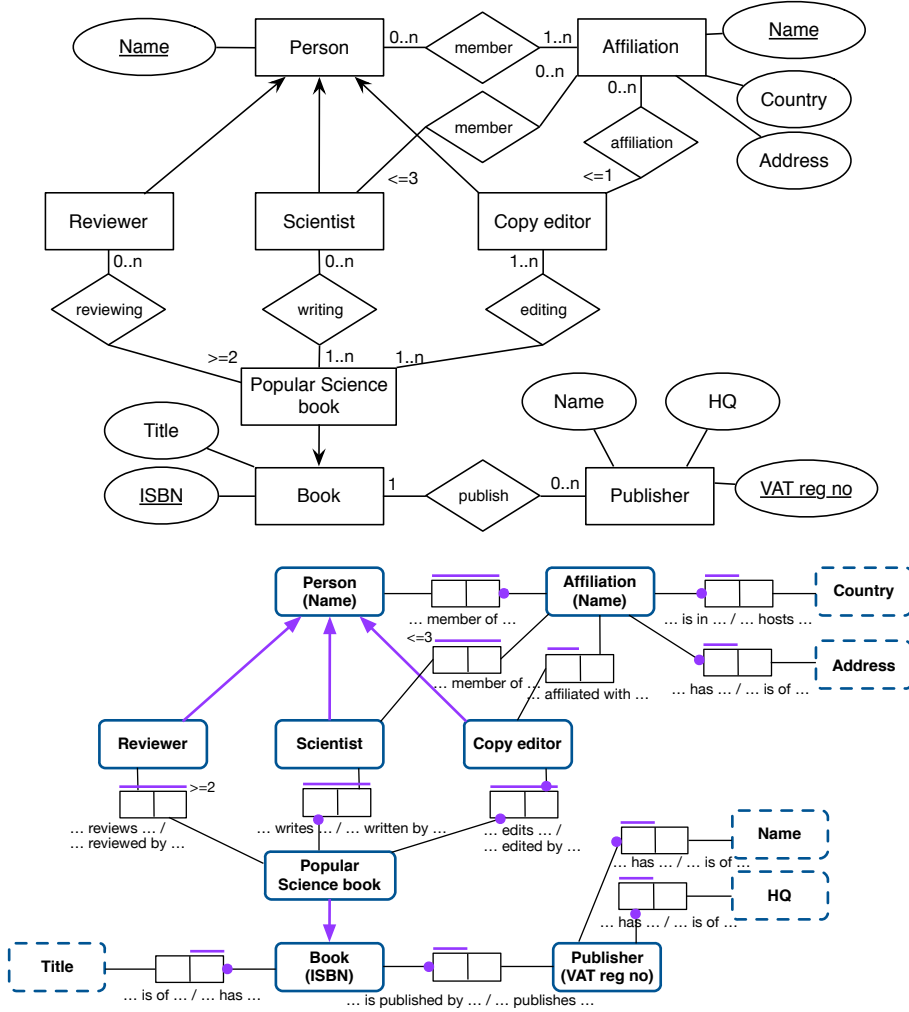 Name
Person
0..n
member
1..n
Affiliation
Name
0..n
0..n
Country
member
affiliation
Address
<=3
<=1
Reviewer
Scientist
Copy editor
0..n
0..n
1..n
reviewing
writing
editing
>=2
1..n
1..n
Popular Science
book
Title
Name
HQ
ISBN
Book
1
publish
0..n
Publisher
VAT reg no
Person
(Name)
Affiliation
(Name)
Country
... member of ...
... is in ... / ... hosts ...
<=3
Address
... member of ...
... has ... / ... is of ...
... affiliated with ...
Reviewer
Scientist
Copy editor
>=2
... reviews ... /
... reviewed by ...
... writes ... / ... written by ...
... edits ... /
... edited by ...
Name
... has ... / ... is of ...
Popular
Science book
HQ
... has ... / ... is of ...
Title
Book
(ISBN)
Publisher
(VAT reg no)
... is of ... / ... has ...
... is published by ... / ... publishes ...